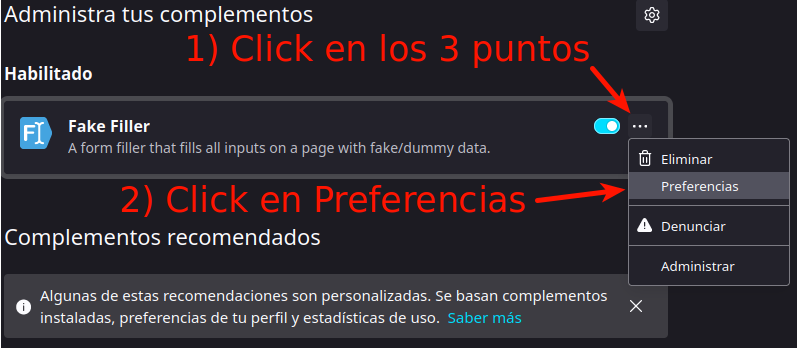 Administra tus complementos
1) Click en los 3 puntos
Habilitado
Fake Filler
A form filler that fills all inputs on a page with fake/dummy data.
Eliminar
Preferencias
2) Click en Preferencias
Denunciar
Complementos recomendados
Administrar
Algunas de estas recomendaciones son personalizadas. Se basan complementos
instaladas, preferencias de tu perfil y estadísticas de uso. Saber más